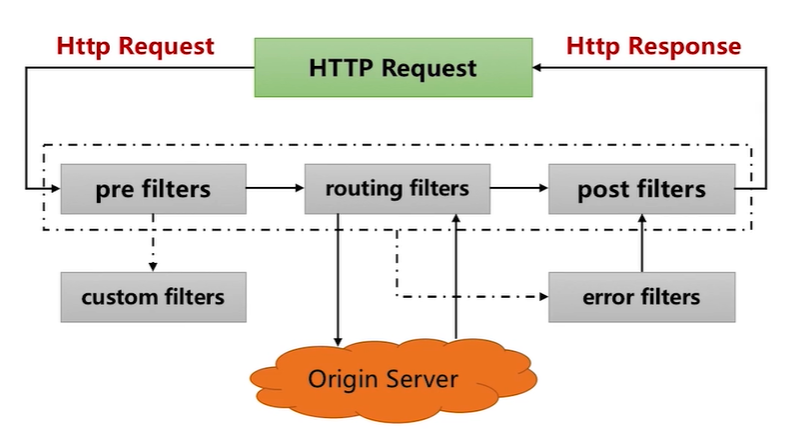 Http Request
HTTP Request
Http Response
pre filters
routing filters
post filters
custom filters
error filters
Origin Server